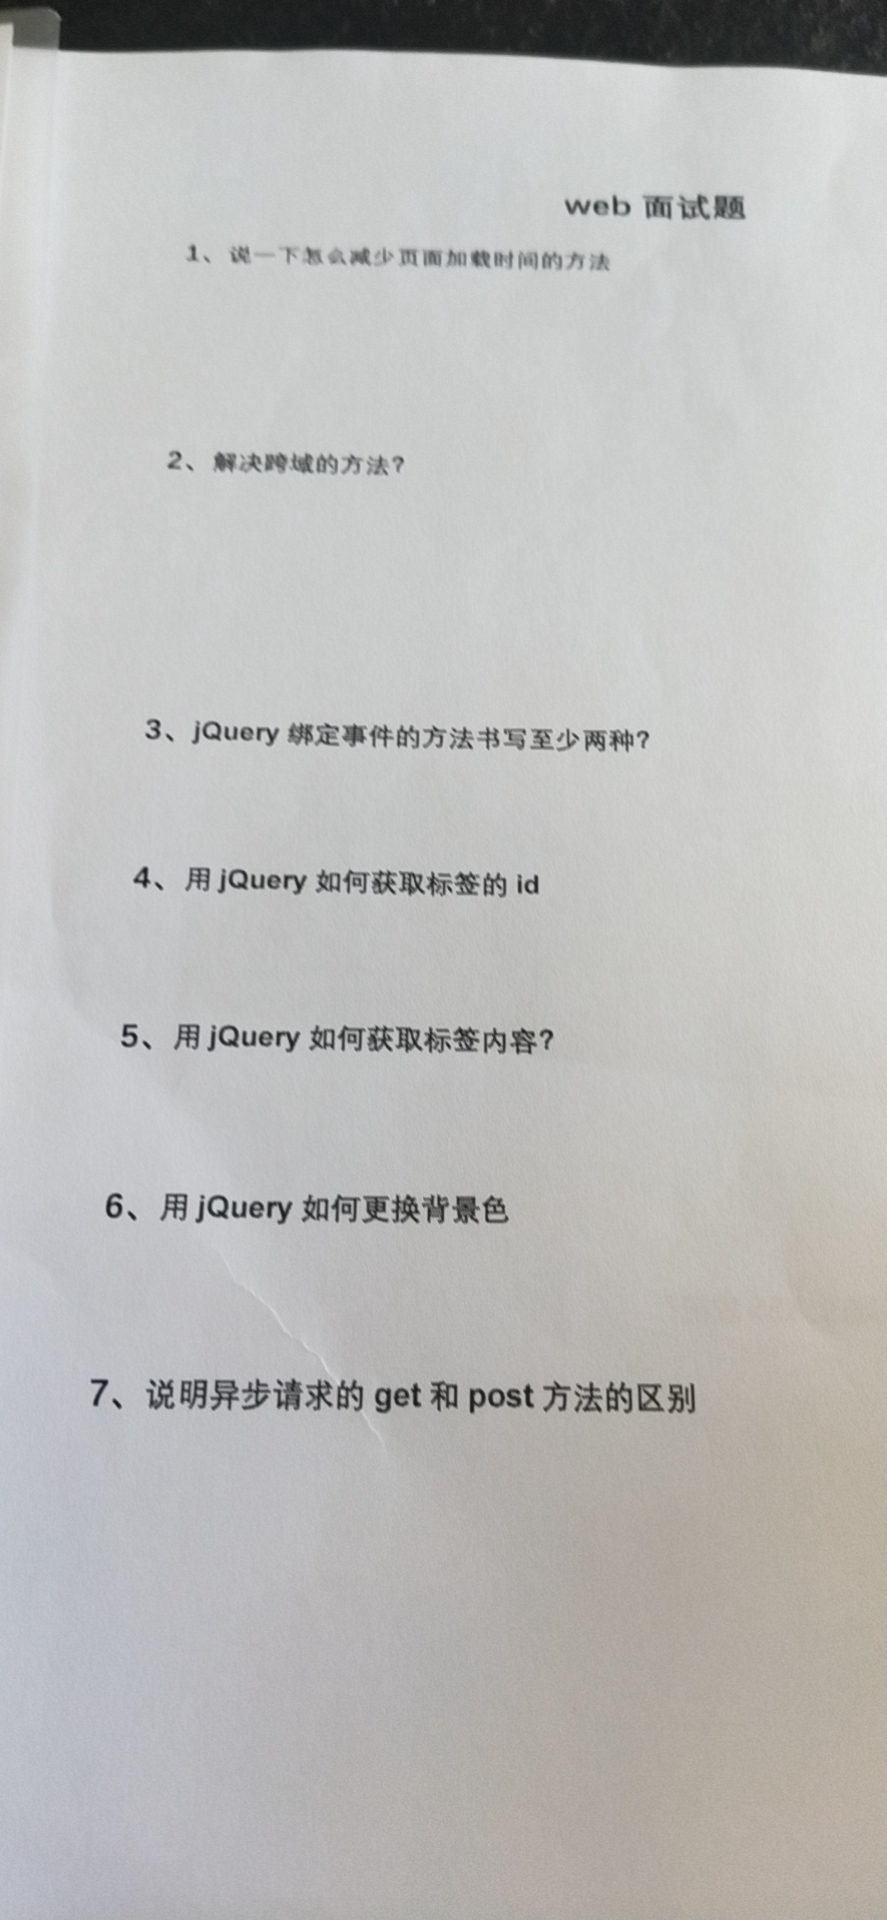 web 面试题
1、说一下怎么减少页面加载时间的方法
2、解决跨域的方法？
3、jQuery 绑定事件的方法书写至少两种？
4、用 jQuery 如何获取标签的 id
5、用 jQuery 如何获取标签内容？
6、用 jQuery 如何更换背景色
7、说明异步请求的 get 和 post 方法的区别